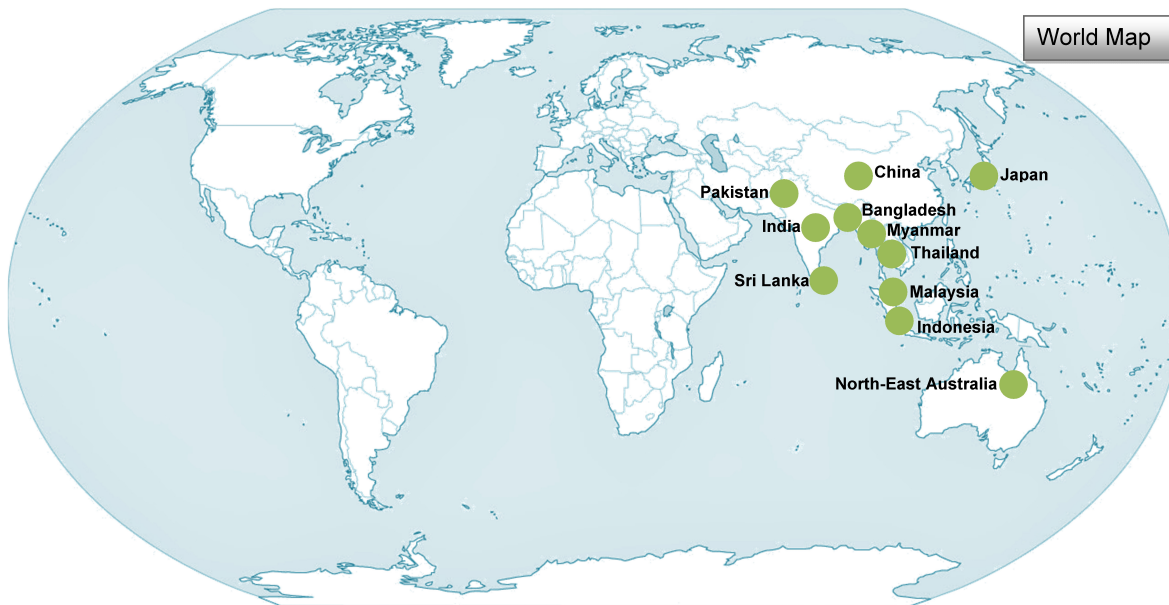 World Map
China
Japan
Pakistan
Bangladesh
India
Myanmar
Thailand
Sri Lanka
Malaysia
Indonesia
North-East Australia